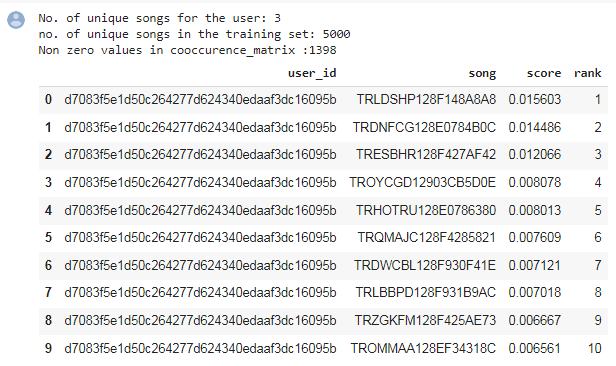 No. of unique songs for the user: 3
no. of unique songs in the training set: 5000
Non zero values in cooccurence_matrix :1398
user_id song score rank
0 d7083f5e1d50c264277d624340edaaf3dc16095b TRLDSHP128F148A8A8 0.015603 1
1 d7083f5e1d50c264277d624340edaaf3dc16095b TRDNFCG128E0784B0C 0.014486 2
2 d7083f5e1d50c264277d624340edaaf3dc16095b TRESBHR128F427AF42 0.012066 3
3 d7083f5e1d50c264277d624340edaaf3dc16095b TROYCGD12903CB5D0E 0.008078 4
4 d7083f5e1d50c264277d624340edaaf3dc16095b TRHOTRU128E0786380 0.008013 5
5 d7083f5e1d50c264277d624340edaaf3dc16095b TRQMAJC128F4285821 0.007609 6
6 d7083f5e1d50c264277d624340edaaf3dc16095b TRDWCBL128F930F41E 0.007121 7
7 d7083f5e1d50c264277d624340edaaf3dc16095b TRLBBPD128F931B9AC 0.007018 8
8 d7083f5e1d50c264277d624340edaaf3dc16095b TRZGKFM128F425AE73 0.006667 9
9 d7083f5e1d50c264277d624340edaaf3dc16095b TROMMAA128EF34318C 0.006561 10